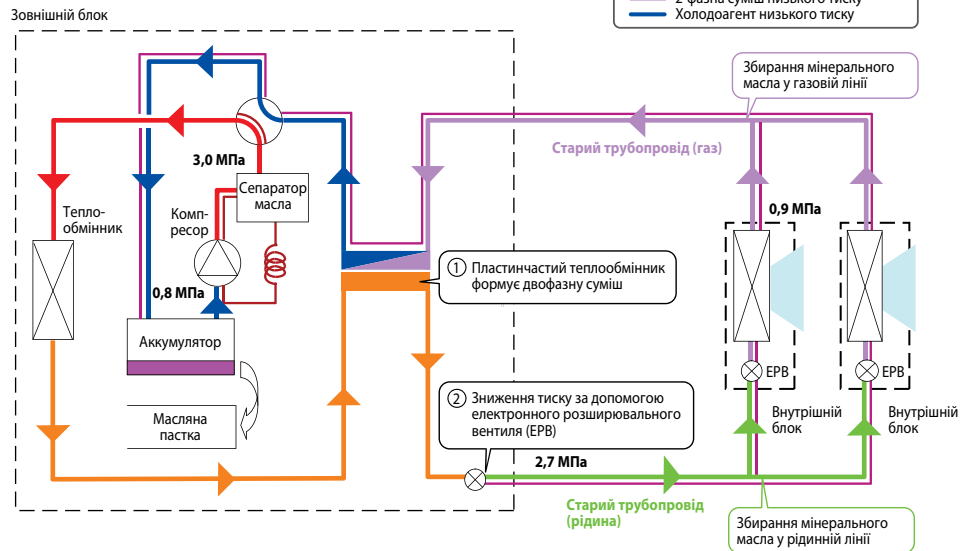 2-фазна суміш низького тиску
Холодоагент низького тиску
Зовнішній блок
Збирання мінерального
масла у газовій лінії
Старий трубопровід (газ)
3,0 МПа
Сепаратор
масла
Тепло-
обмінник
Комп-
ресор
0,9 МПа
1 Пластинчастий теплообмінник
формує двофазну суміш
0,8 МПа
Аккумулятор
ЕРВ
ЕРВ
2 Зниження тиску за допомогою
електронного розширювального
вентиля (ЕРВ)
Масляна
пастка
Внутрішній
блок
Внутрішній
блок
2,7 МПа
Старий трубопровід
(рідина)
Збирання мінерального
масла у рідинній лінії